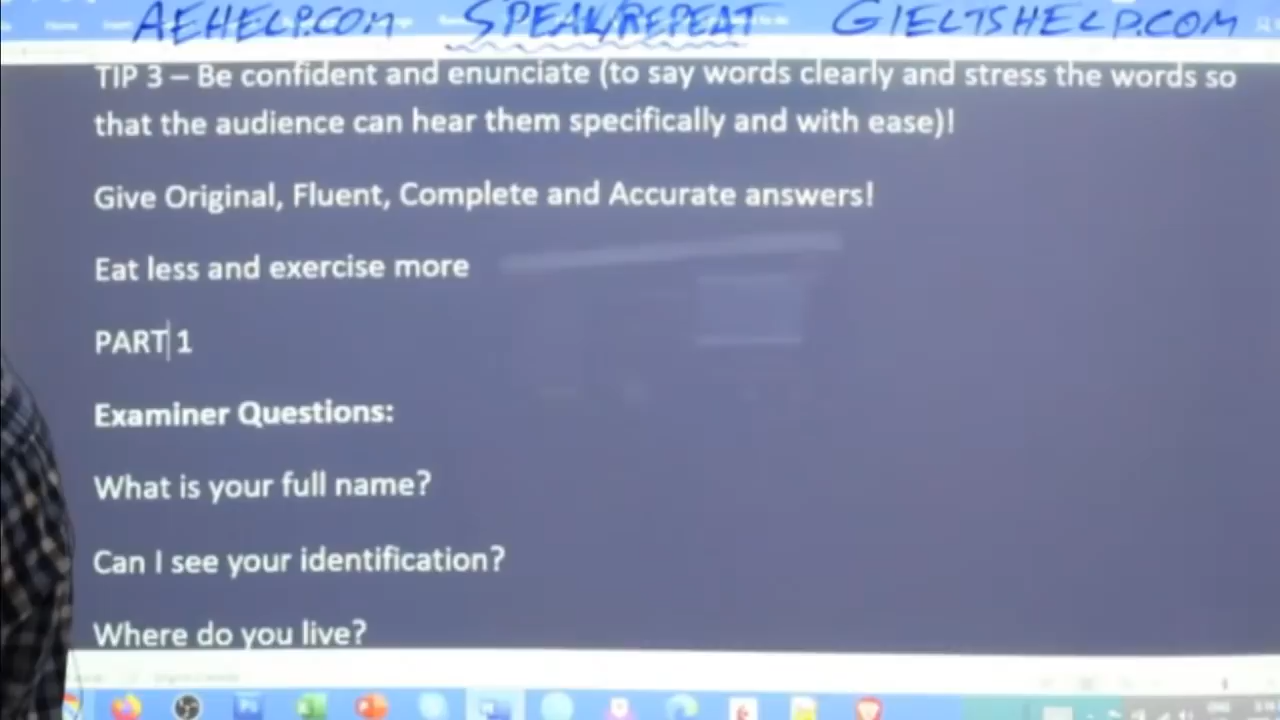 AEHELP.COM SPEAK/REPEAT GIELTSHELP.COM
TIP 3 – Be confident and enunciate (to say words clearly and stress the words so
that the audience can hear them specifically and with ease)!
Give Original, Fluent, Complete and Accurate answers!
Eat less and exercise more
PART 1
Examiner Questions:
What is your full name?
Can I see your identification?
Where do you live?